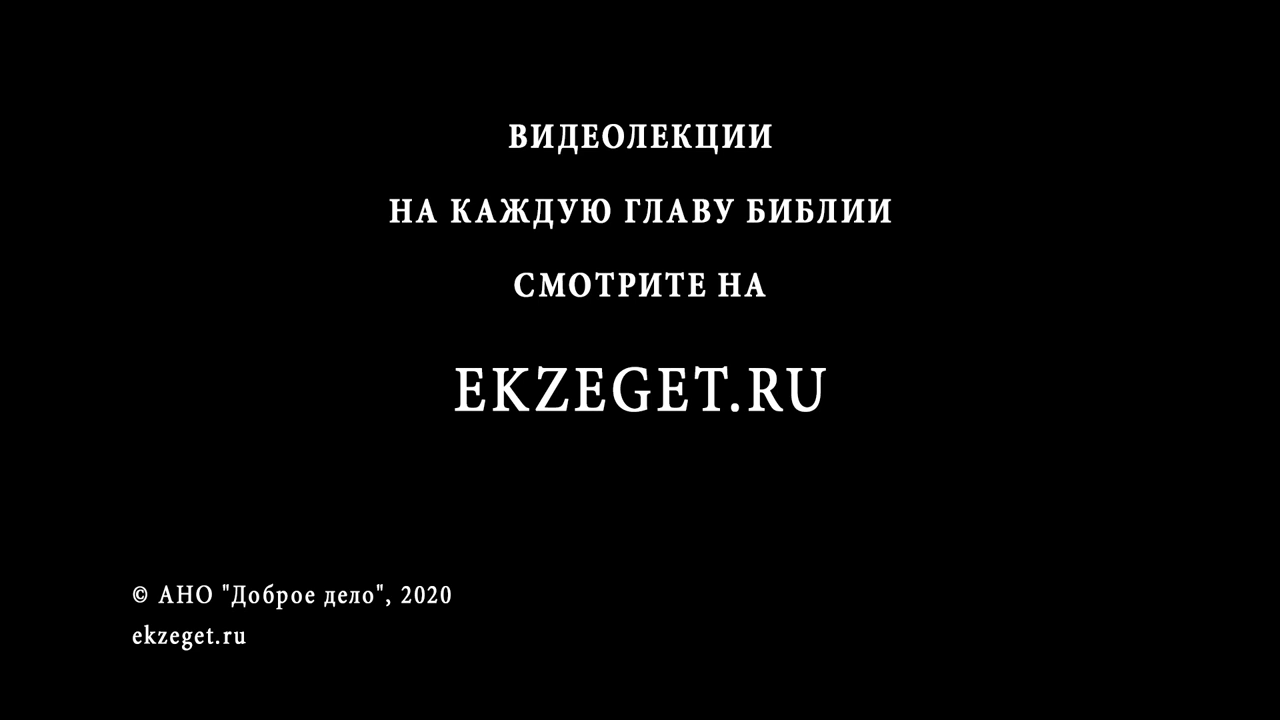 ВИДЕОЛЕКЦИИ
НА КАЖДУЮ ГЛАВУ БИБЛИИ
СМОТРИТЕ НА
EKZEGET.RU
© АНО "Доброе дело", 2020
ekzeget.ru